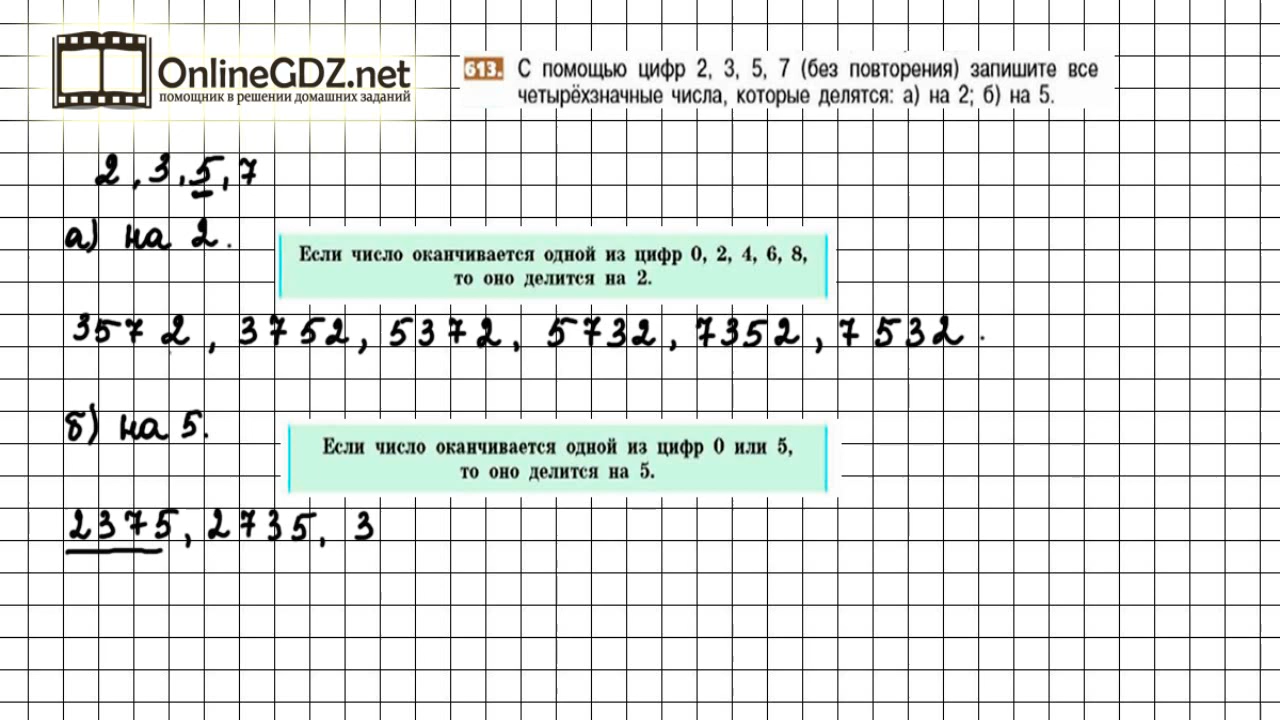 OnlineGDZ.net
помощник в решении домашних заданий
613. С помощью цифр 2, 3, 5, 7 (без повторения) запишите все
четырёхзначные числа, которые делятся: а) на 2; б) на 5.
2, 3, 5, 7
а) на 2.
Если число оканчивается одной из цифр 0, 2, 4, 6, 8,
то оно делится на 2.
3572, 3752, 5372, 5732, 7352, 7532.
б) на 5.
Если число оканчивается одной из цифр 0 или 5,
то оно делится на 5.
2375, 2735, 3